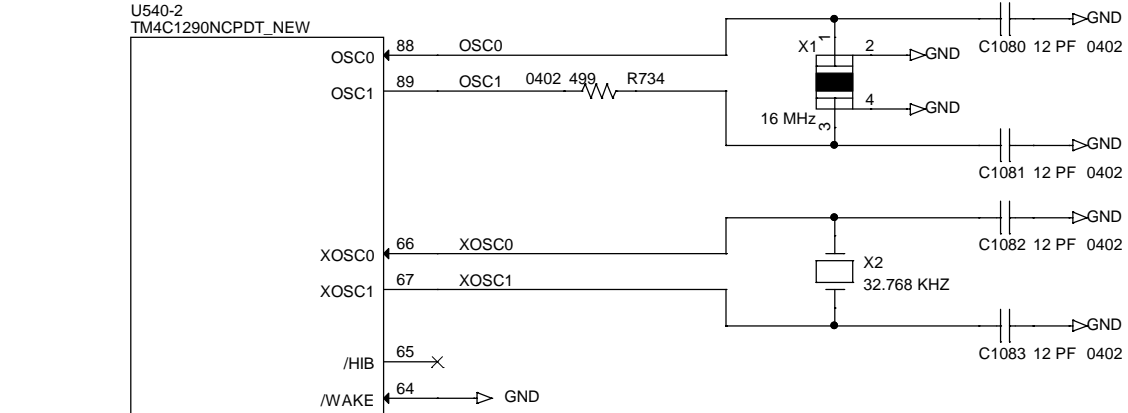 U540-2
TM4C1290NCPDT_NEW
GND
C1080 12 PF 0402
OSC0 88 OSC0
X1 1 2 GND
OSC1 89 OSC1 0402 499 R734
4 GND
16 MHz 3
GND
C1081 12 PF 0402
GND
C1082 12 PF 0402
XOSC0 66 XOSC0
X2
XOSC1 67 XOSC1
32.768 KHZ
GND
C1083 12 PF 0402
/HIB 65
/WAKE 64 GND